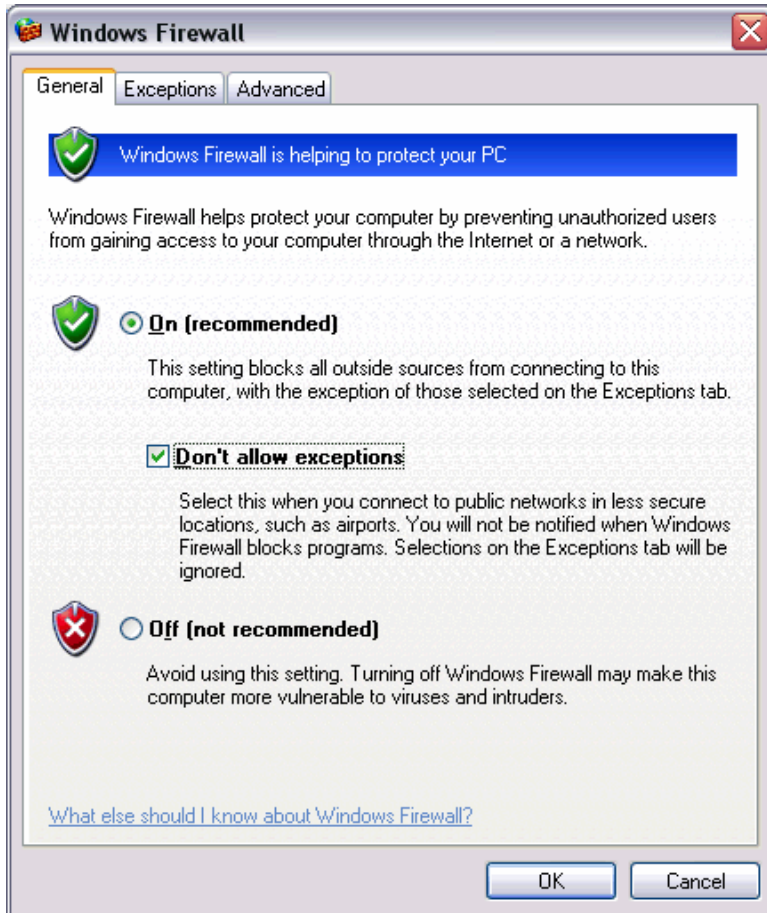 Windows Firewall
General Exceptions Advanced
Windows Firewall is helping to protect your PC
Windows Firewall helps protect your computer by preventing unauthorized users
from gaining access to your computer through the Internet or a network.
On (recommended)
This setting blocks all outside sources from connecting to this
computer, with the exception of those selected on the Exceptions tab.
Don't allow exceptions
Select this when you connect to public networks in less secure
locations, such as airports. You will not be notified when Windows
Firewall blocks programs. Selections on the Exceptions tab will be
ignored.
Off (not recommended)
Avoid using this setting. Turning off Windows Firewall may make this
computer more vulnerable to viruses and intruders.
What else should I know about Windows Firewall?
OK Cancel